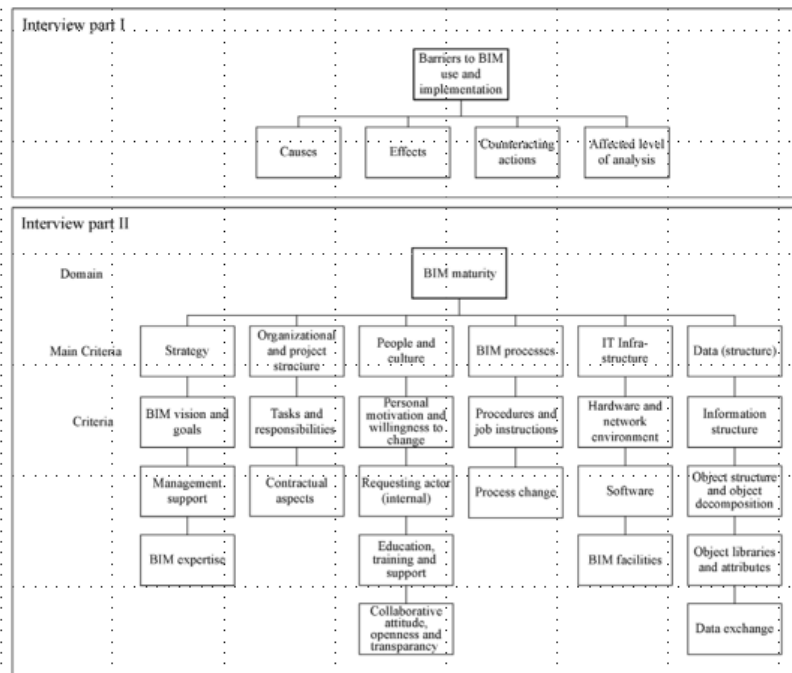 Interview part I
Barriers to BIM
use and
implementation
Causes
Effects
Counteracting
actions
Affected level
of analysis
Interview part II
Domain
BIM maturity
Main Criteria
Strategy
Organizational
and project
structure
People and
culture
BIM processes
IT Infra-
structure
Data (structure)
Criteria
BIM vision and
goals
Tasks and
responsibilities
Personal
motivation and
willingness to
change
Procedures and
job instructions
Hardware and
network
environment
Information
structure
Management
support
Contractual
aspects
Requesting actor
(internal)
Process change
Software
Object structure
and object
decomposition
BIM expertise
Education,
training and
support
BIM facilities
Object libraries
and attributes
Collaborative
attitude,
openness and
transparancy
Data exchange